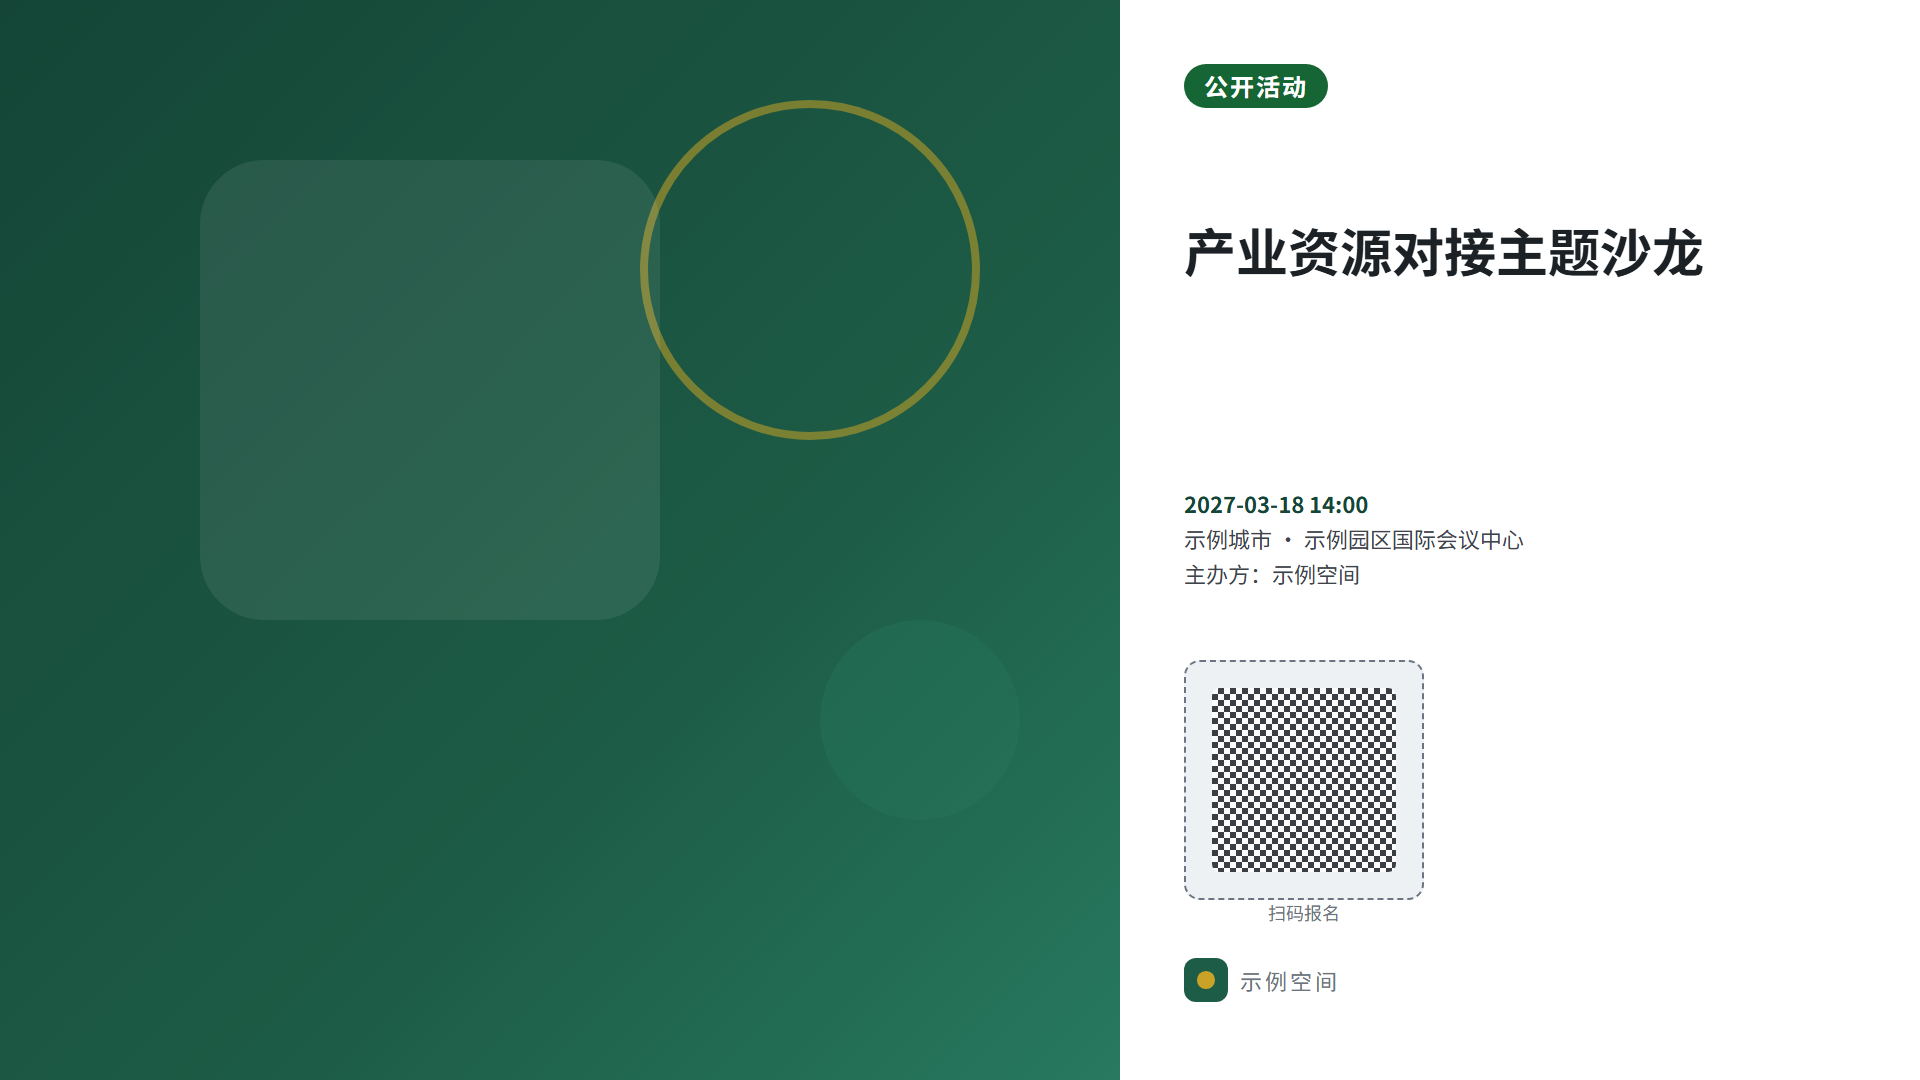 公开活动
产业资源对接主题沙龙
2027-03-18 14:00
示例城市 · 示例园区国际会议中心
主办方：示例空间
扫码报名
示例空间